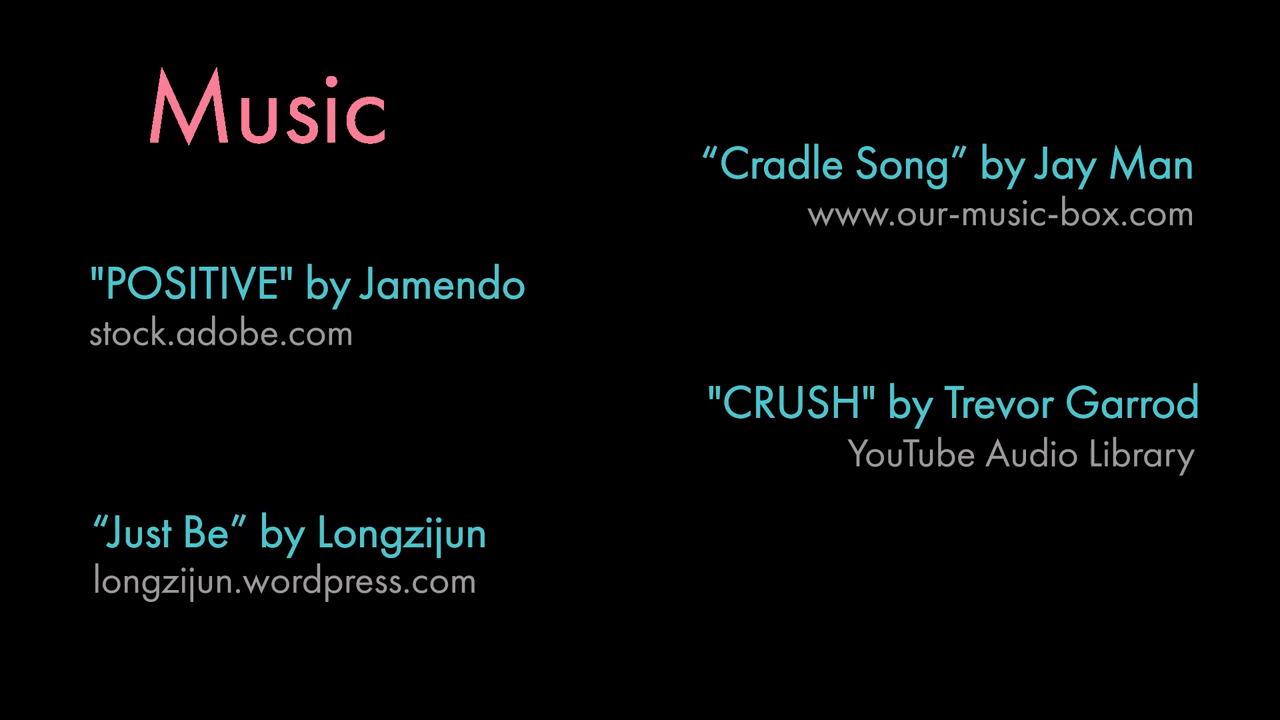 Music
“Cradle Song” by Jay Man
www.our-music-box.com
"POSITIVE" by Jamendo
stock.adobe.com
"CRUSH" by Trevor Garrod
YouTube Audio Library
“Just Be” by Longzijun
longzijun.wordpress.com